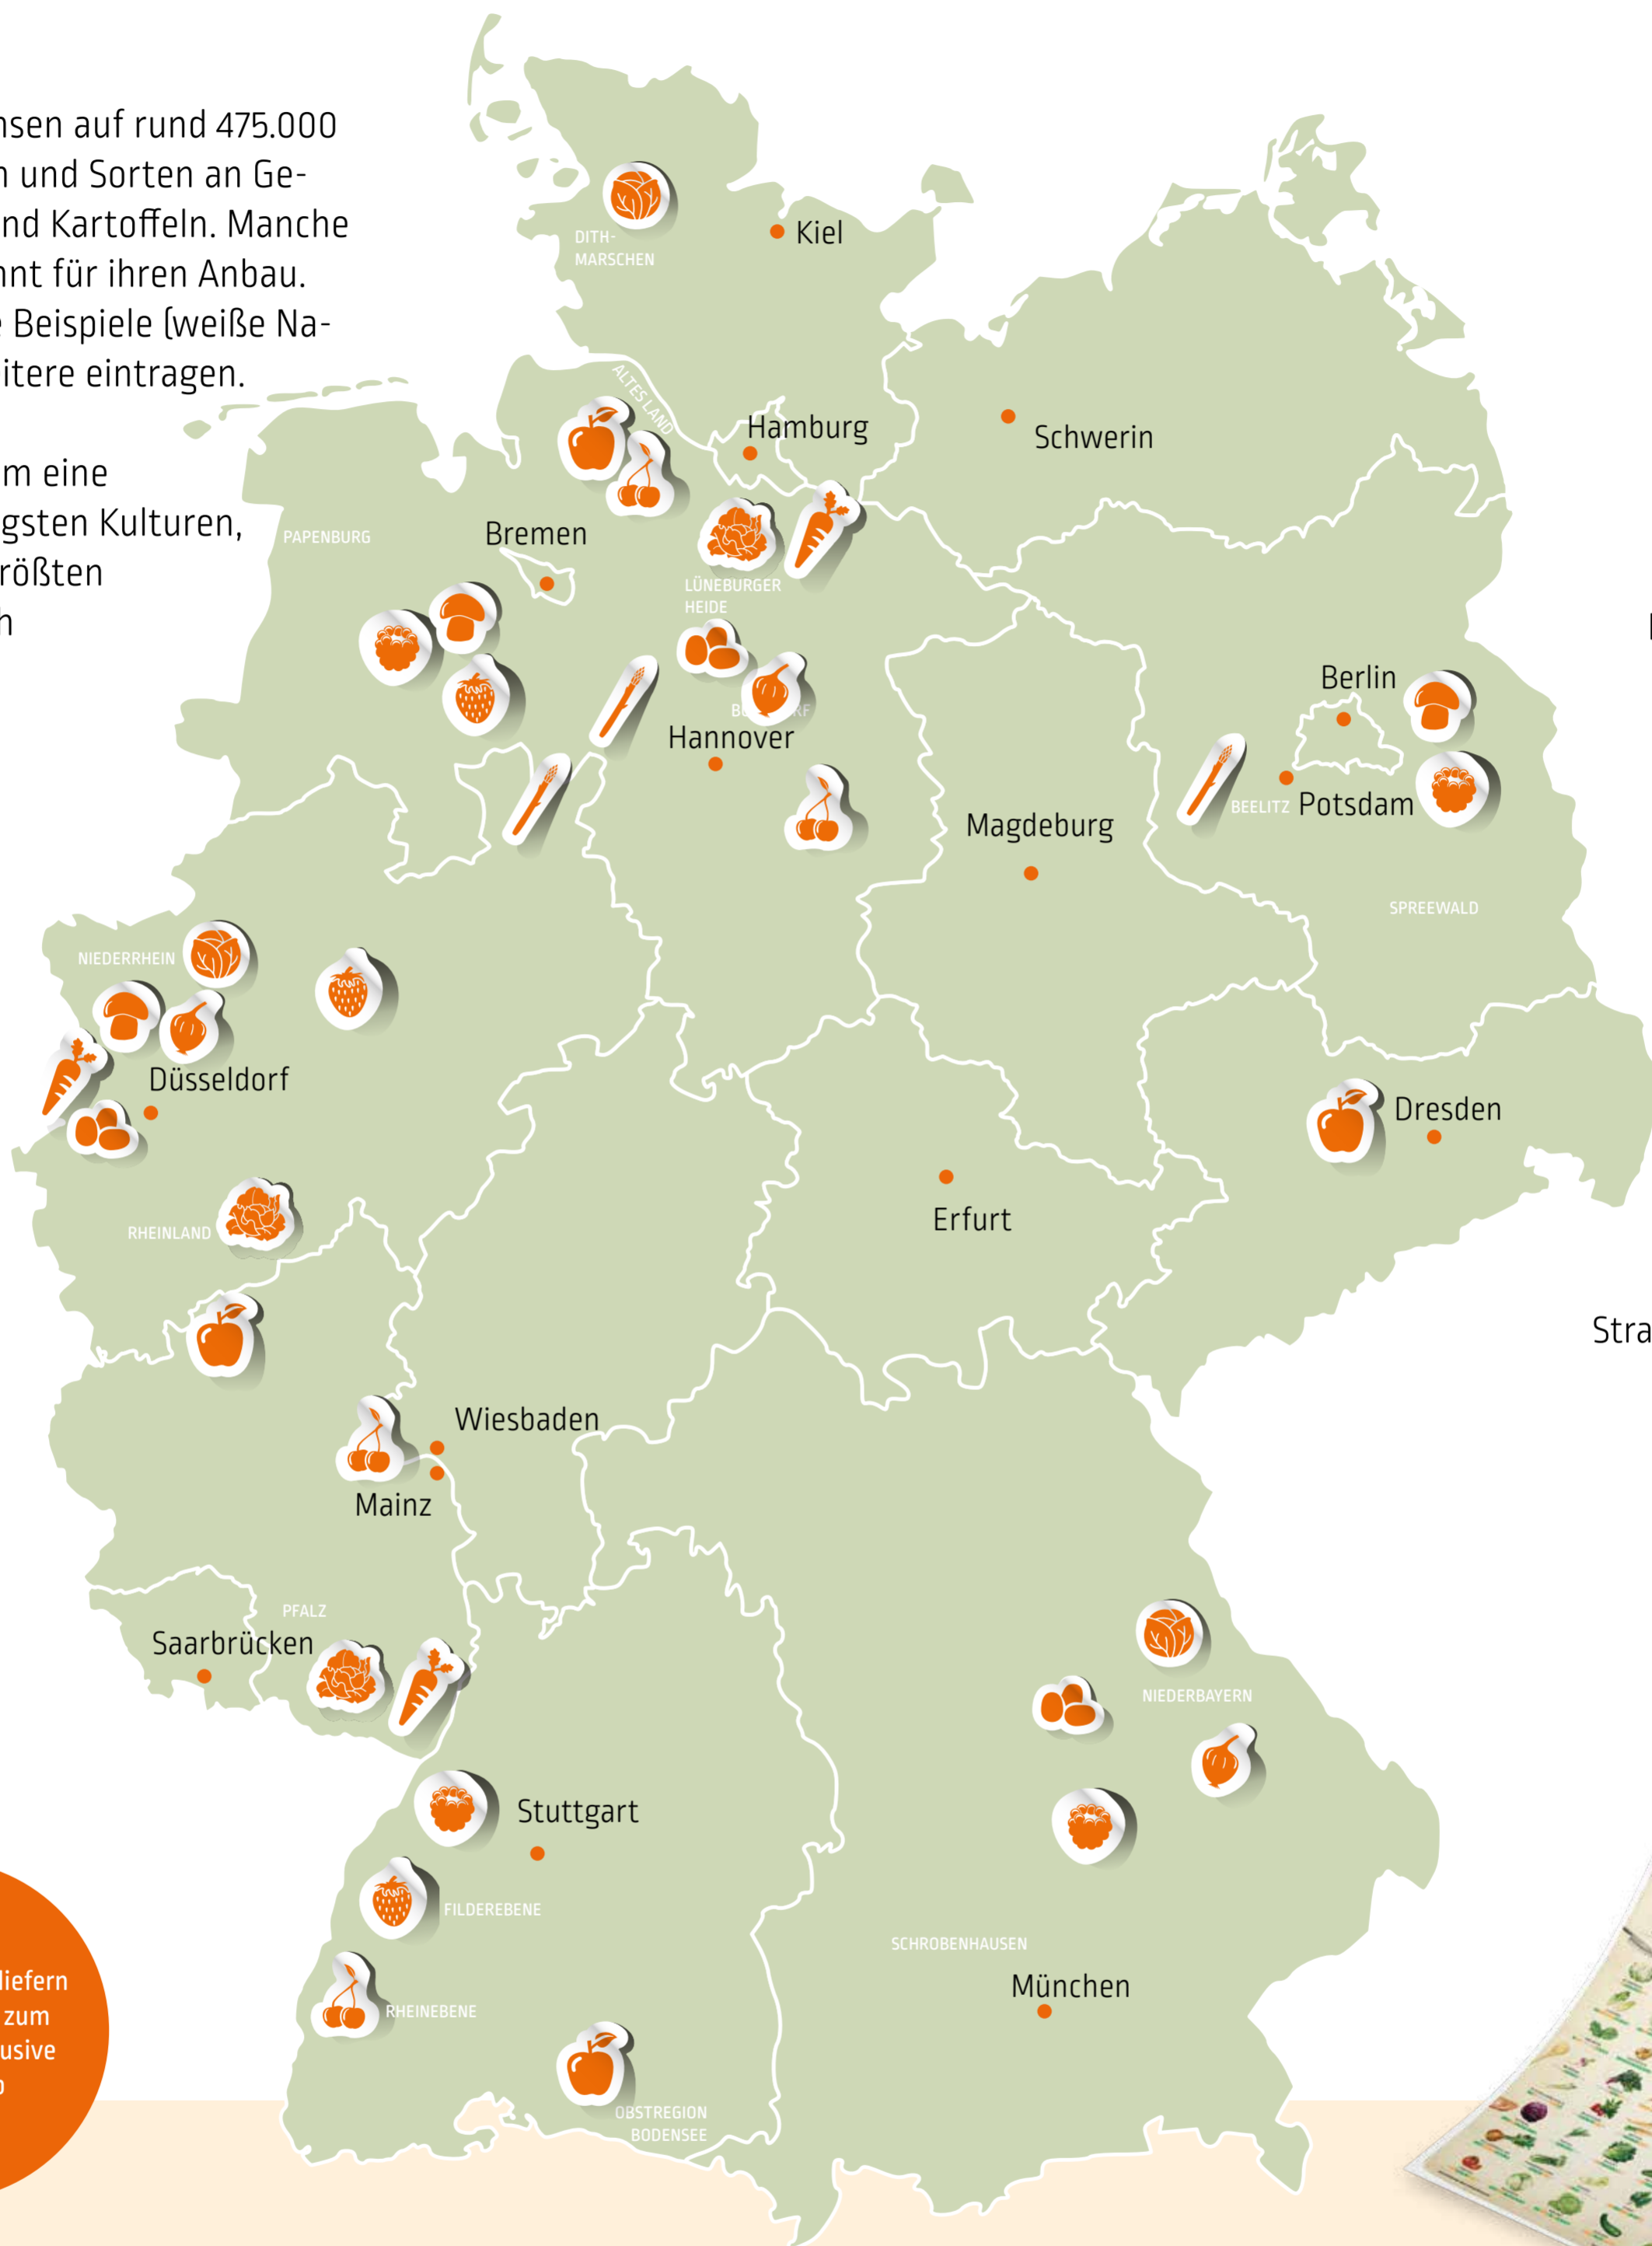 nsen auf rund 475.000
n und Sorten an Ge-
nd Kartoffeln. Manche
nnt für ihren Anbau.
e Beispiele (weiße Na-
eitere eintragen.
m eine
gsten Kulturen,
rößten
h
DITH-
MARSCHEN
Kiel
ALTES LAND
Hamburg
Schwerin
PAPENBURG
Bremen
LÜNEBURGER
HEIDE
Hannover
Berlin
BEELITZ
Potsdam
Magdeburg
SPREEWALD
NIEDERRHEIN
Düsseldorf
Dresden
RHEINLAND
Erfurt
Stra
Wiesbaden
Mainz
PFALZ
Saarbrücken
NIEDERBAYERN
Stuttgart
FILDEREBENE
SCHROBENHAUSEN
München
RHEINEBENE
OBSTREGION
BODENSEE
liefern
zum
usive